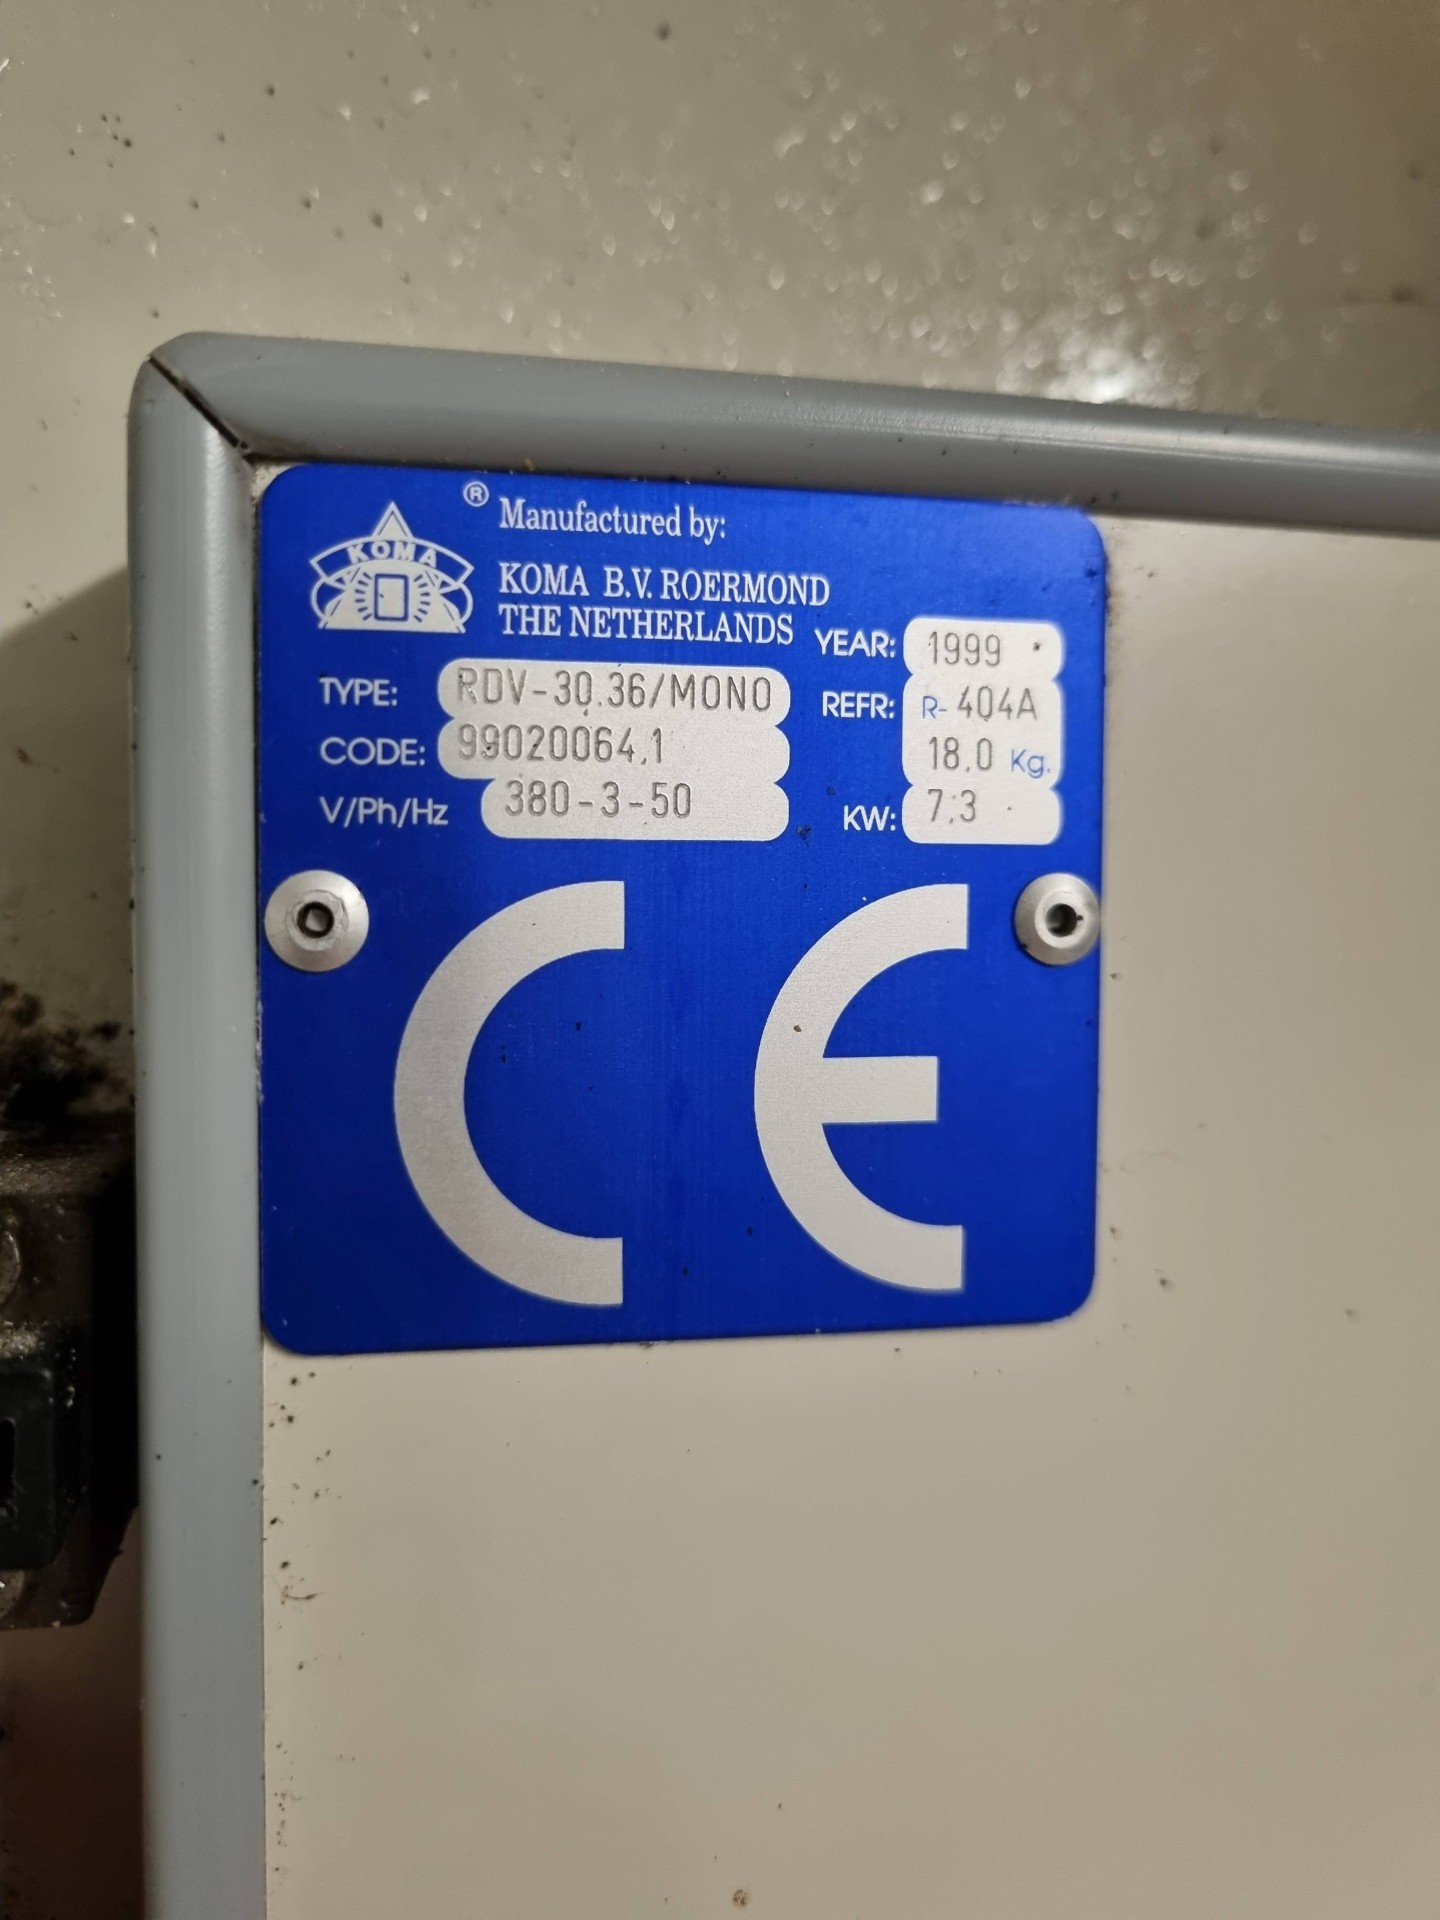 KOMA
® Manufactured by:
KOMA B.V. ROERMOND
THE NETHERLANDS
YEAR: 1999
TYPE: RDV-30.36/MONO
REFR: R- 404A
CODE: 99020064.1
18.0 Kg.
V/Ph/Hz 380-3-50
KW: 7.3
CE